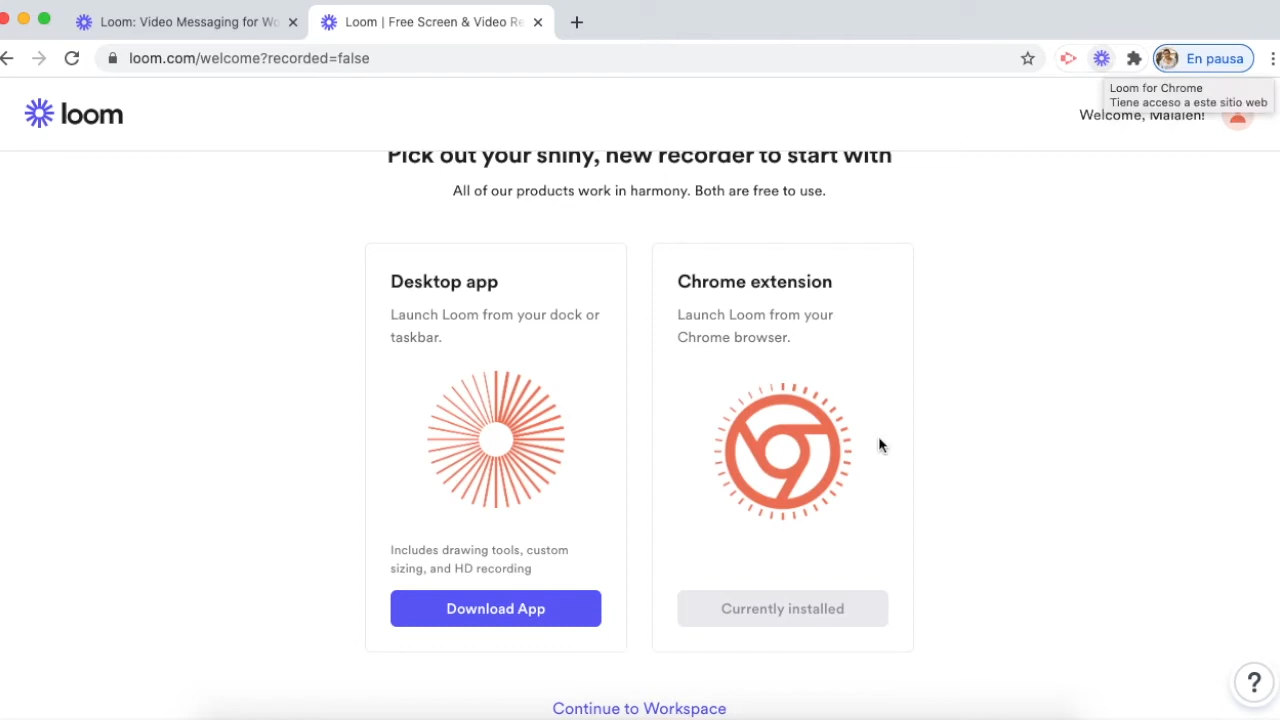 Loom: Video Messaging for Wo
Loom | Free Screen & Video Re
loom.com/welcome?recorded=false
En pausa
Loom for Chrome
Tiene acceso a este sitio web
loom
Welcome, Malaien!
Pick out your shiny, new recorder to start with
All of our products work in harmony. Both are free to use.
Desktop app
Launch Loom from your dock or
taskbar.
Includes drawing tools, custom
sizing, and HD recording
Download App
Chrome extension
Launch Loom from your
Chrome browser.
Currently installed
Continue to Workspace
?